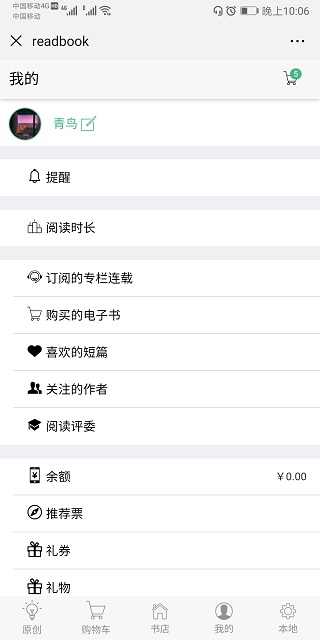 中国移动4G HD 4G E 晚上10:06
中国移动
readbook
我的
5
青鸟
提醒
阅读时长
订阅的专栏连载
购买的电子书
喜欢的短篇
关注的作者
阅读评委
余额 ￥0.00
推荐票
礼券
礼物
原创 购物车 书店 我的 本地